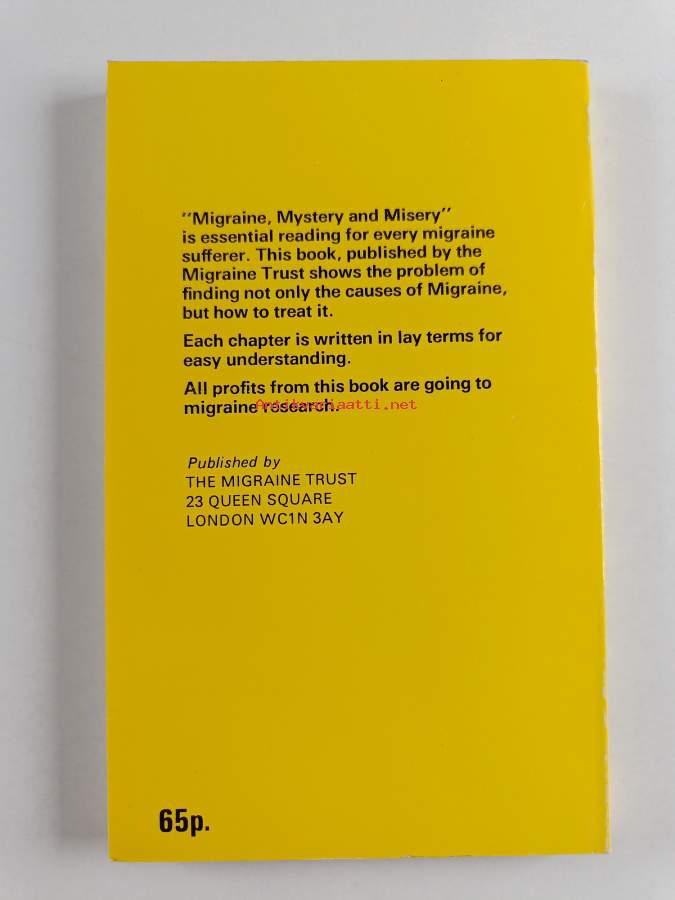 "Migraine, Mystery and Misery"
is essential reading for every migraine
sufferer. This book, published by the
Migraine Trust shows the problem of
finding not only the causes of Migraine,
but how to treat it.
Each chapter is written in lay terms for
easy understanding.
All profits from this book are going to
migraine research.
Antikvariaatti.net
Published by
THE MIGRAINE TRUST
23 QUEEN SQUARE
LONDON WC1N 3AY
65p.